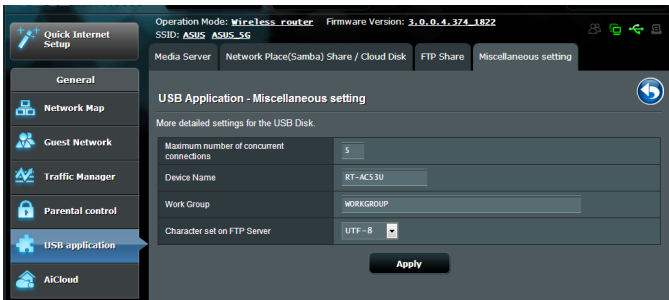 Quick Internet Setup
Operation Mode: Wireless router Firmware Version: 3.0.0.4.374_1822
SSID: ASUS ASUS_5G
Media Server Network Place(Samba) Share / Cloud Disk FTP Share Miscellaneous setting
General
Network Map
Guest Network
Traffic Manager
Parental control
USB application
AiCloud
USB Application - Miscellaneous setting
More detailed settings for the USB Disk.
Maximum number of concurrent connections 5
Device Name RT-AC53U
Work Group WORKGROUP
Character set on FTP Server UTF-8
Apply